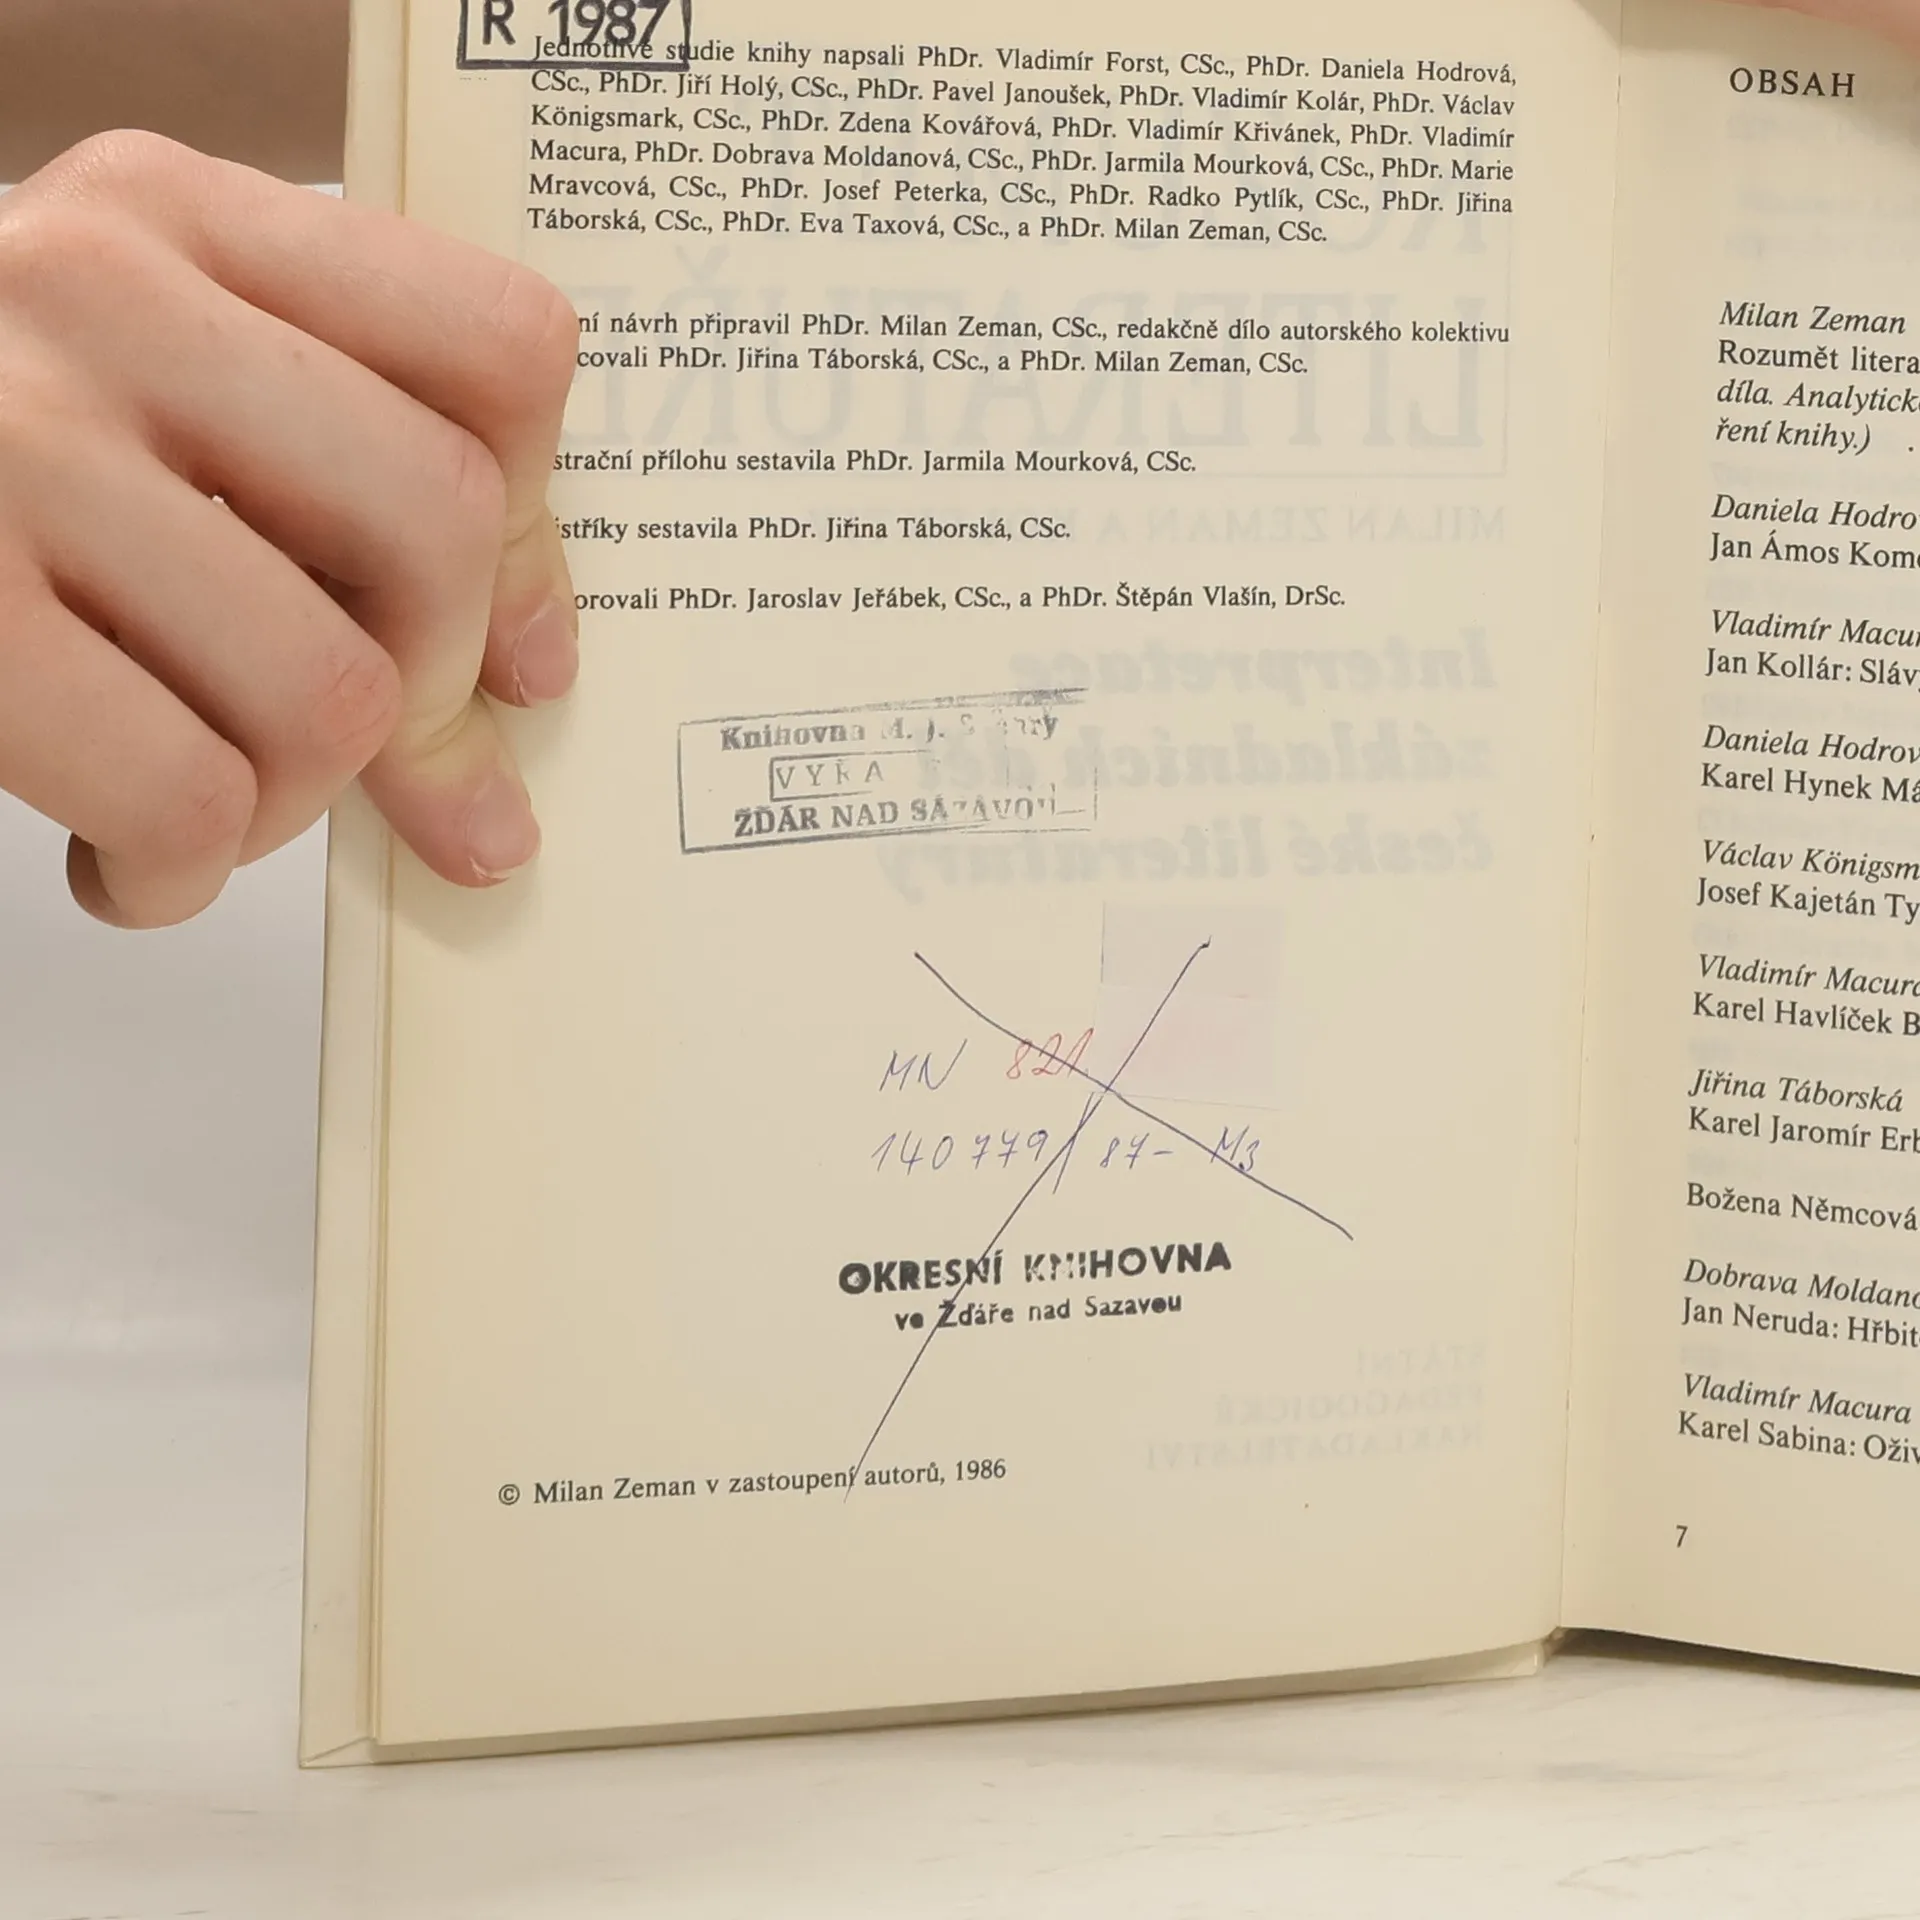 R 1987
Jednotlivé studie knihy napsali PhDr. Vladimír Forst, CSc., PhDr. Daniela Hodrová,
CSc., PhDr. Jiří Holý, CSc., PhDr. Pavel Janoušek, PhDr. Vladimír Kolár, PhDr. Václav
Königsmark, CSc., PhDr. Zdena Kovářová, PhDr. Vladimír Křivánek, PhDr. Vladimír
Macura, PhDr. Dobrava Moldanová, CSc., PhDr. Jarmila Mourková, CSc., PhDr. Marie
Mravcová, CSc., PhDr. Josef Peterka, CSc., PhDr. Radko Pytlík, CSc., PhDr. Jiřina
Táborská, CSc., PhDr. Eva Taxová, CSc., a PhDr. Milan Zeman, CSc.
ní návrh připravil PhDr. Milan Zeman, CSc., redakčně dílo autorského kolektivu
covali PhDr. Jiřina Táborská, CSc., a PhDr. Milan Zeman, CSc.
strační přílohu sestavila PhDr. Jarmila Mourková, CSc.
istříky sestavila PhDr. Jiřina Táborská, CSc.
orovali PhDr. Jaroslav Jeřábek, CSc., a PhDr. Štěpán Vlašín, DrSc.
Knihovna M. J.
ŽĎÁR NAD SÁZAVOU
MN 821
140 779/ 87- M3
OKRESNÍ KNIHOVNA
ve Žďáře nad Sazavou
© Milan Zeman v zastoupení autorů, 1986
OBSAH
Milan Zeman
Rozumět litera
díla. Analytick
ření knihy.) .
Daniela Hodro
Jan Ámos Kome
Vladimír Macur
Jan Kollár: Slávy
Daniela Hodrov
Karel Hynek Má
Václav Königsm
Josef Kajetán Ty
Vladimír Macura
Karel Havlíček B
Jiřina Táborská
Karel Jaromír Erb
Božena Němcová
Dobrava Moldano
Jan Neruda: Hřbit
Vladimír Macura
Karel Sabina: Oživ
7